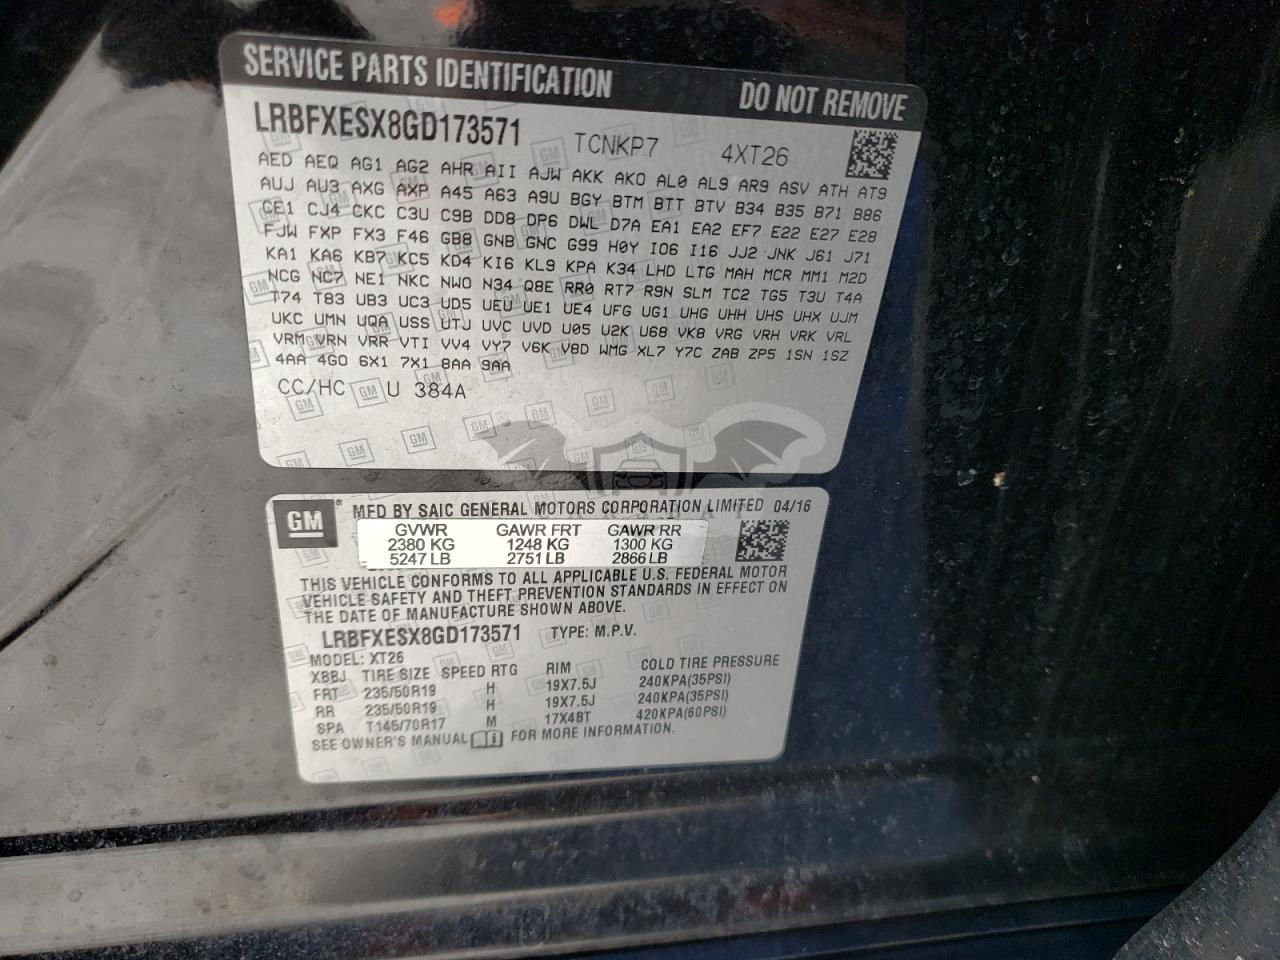 SERVICE PARTS IDENTIFICATION DO NOT REMOVE
LRBFXESX8GD173571 TCNKP7 4XT26
AED AEQ AG1 AG2 AHR AII AJW AKK AKO AL0 AL9 AR9 ASV ATH AT9
AUJ AU3 AXG AXP A45 A63 A9U BGY BTM BTT BTV B34 B35 B71 B86
CE1 CJ4 CKC C3U C9B DD8 DP6 DWL D7A EA1 EA2 EF7 E22 E27 E28
FJW FXP FX3 F46 GB8 GNB GNC G99 H0Y IO6 I16 JJ2 JNK J61 J71
KA1 KA6 KB7 KC5 KD4 KI6 KL9 KPA K34 LHD LTG MAH MCR MM1 M2D
NCG NC7 NE1 NKC NWO N34 Q8E RR0 RT7 R9N SLM TC2 TG5 T3U T4A
T74 T83 UB3 UC3 UD5 UEU UE1 UE4 UFG UG1 UHG UHH UHS UHX UJM
UKC UMN UQA USS UTJ UVC UVD U05 U2K U68 VK8 VRG VRH VRK VRL
VRM VRN VRR VTI VV4 VY7 V6K V8D WMG XL7 Y7C ZAB ZP5 1SN 1SZ
4AA 4G0 6X1 7X1 8AA 9AA
CC/HC U 384A
GM MFD BY SAIC GENERAL MOTORS CORPORATION LIMITED 04/16
GVWR GAWR FRT GAWR RR
2380 KG 1248 KG 1300 KG
5247 LB 2751 LB 2866 LB
THIS VEHICLE CONFORMS TO ALL APPLICABLE U.S. FEDERAL MOTOR
VEHICLE SAFETY AND THEFT PREVENTION STANDARDS IN EFFECT ON
THE DATE OF MANUFACTURE SHOWN ABOVE.
LRBFXESX8GD173571 TYPE: M.P.V.
MODEL: XT26
XBBJ TIRE SIZE SPEED RTG RIM COLD TIRE PRESSURE
FRT 235/50R19 H 19X7.5J 240KPA(35PSI)
RR 235/50R19 H 19X7.5J 240KPA(35PSI)
SPA T145/70R17 M 17X4BT 420KPA(60PSI)
SEE OWNER'S MANUAL FOR MORE INFORMATION.